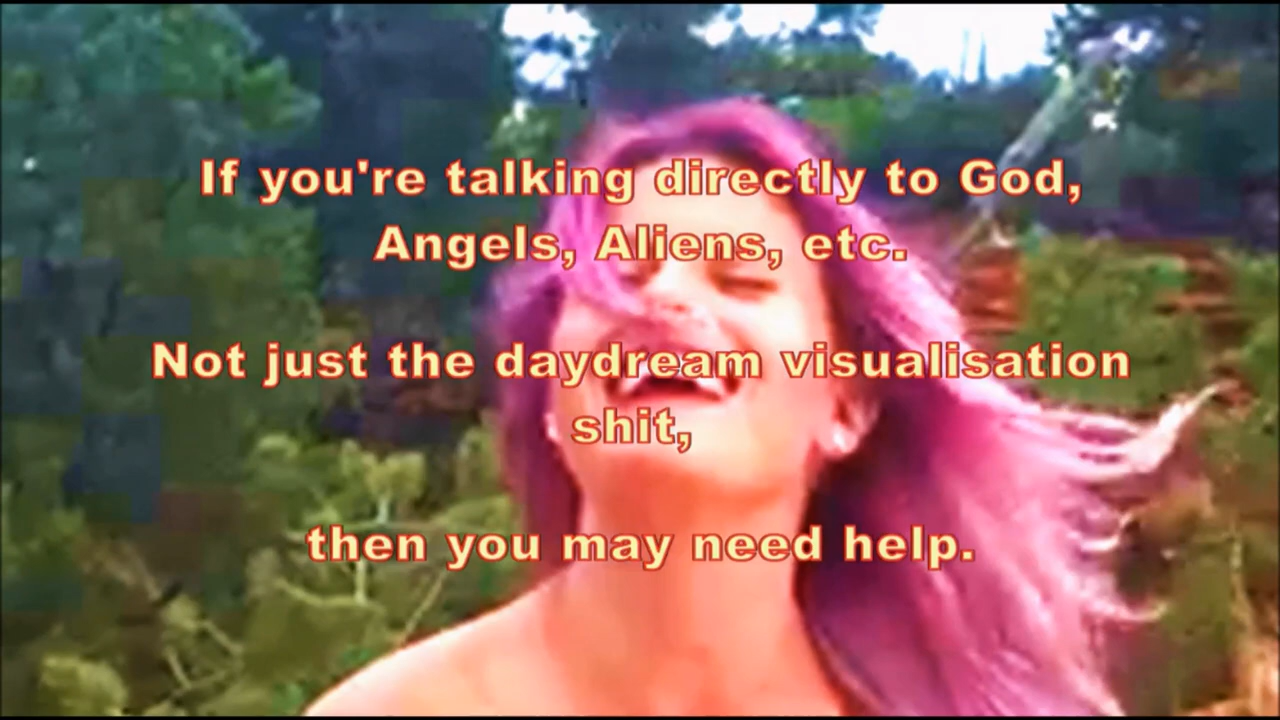 If you're talking directly to God,
Angels, Aliens, etc.
Not just the daydream visualisation
shit,
then you may need help.